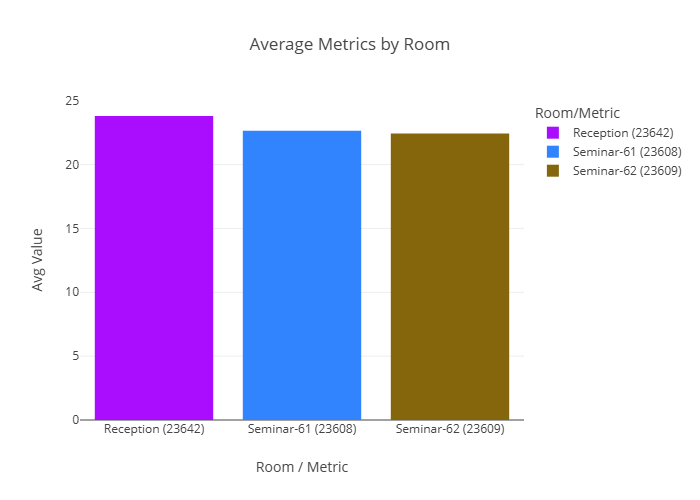 Average Metrics by Room
25
20
15
10
5
0
Avg Value
Reception (23642)
Seminar-61 (23608)
Seminar-62 (23609)
Room / Metric
Room/Metric
Reception (23642)
Seminar-61 (23608)
Seminar-62 (23609)